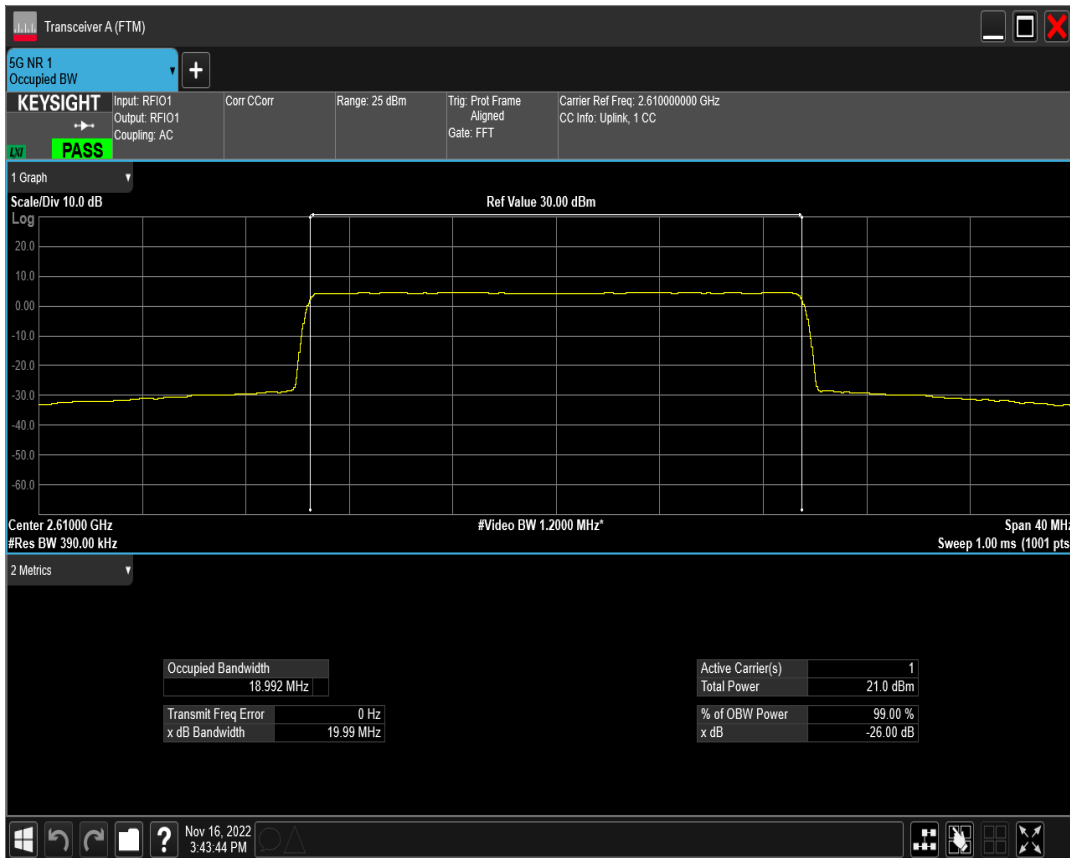 Transceiver A (FTM)
5G NR 1
Occupied BW
+
KEYSIGHT
LXI
PASS
Input: RFIO1
Output: RFIO1
Coupling: AC
Corr CCorr
Range: 25 dBm
Trig: Prot Frame
Aligned
Gate: FFT
Carrier Ref Freq: 2.610000000 GHz
CC Info: Uplink, 1 CC
1 Graph
Scale/Div 10.0 dB
Ref Value 30.00 dBm
Log
20.0
10.0
0.00
-10.0
-20.0
-30.0
-40.0
-50.0
-60.0
Center 2.61000 GHz
#Video BW 1.2000 MHz*
Span 40 MHz
#Res BW 390.00 kHz
Sweep 1.00 ms (1001 pts
2 Metrics
Occupied Bandwidth
18.992 MHz
Transmit Freq Error 0 Hz
x dB Bandwidth 19.99 MHz
Active Carrier(s) 1
Total Power 21.0 dBm
% of OBW Power 99.00 %
x dB -26.00 dB
?
Nov 16, 2022
3:43:44 PM